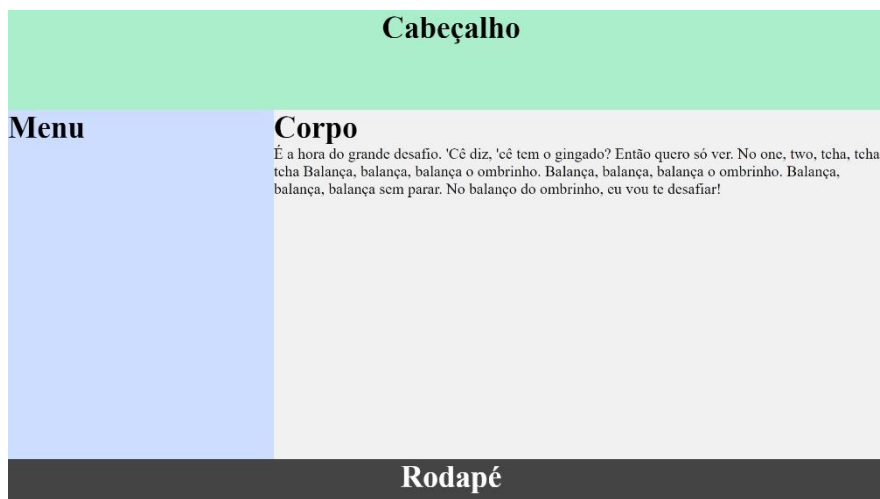 Cabeçalho
Menu
Corpo
É a hora do grande desafio. 'Cê diz, 'cê tem o gingado? Então quero só ver. No one, two, tcha, tcha
tcha Balança, balança, balança o ombrinho. Balança, balança, balança o ombrinho. Balança,
balança, balança sem parar. No balanço do ombrinho, eu vou te desafiar!
Rodapé